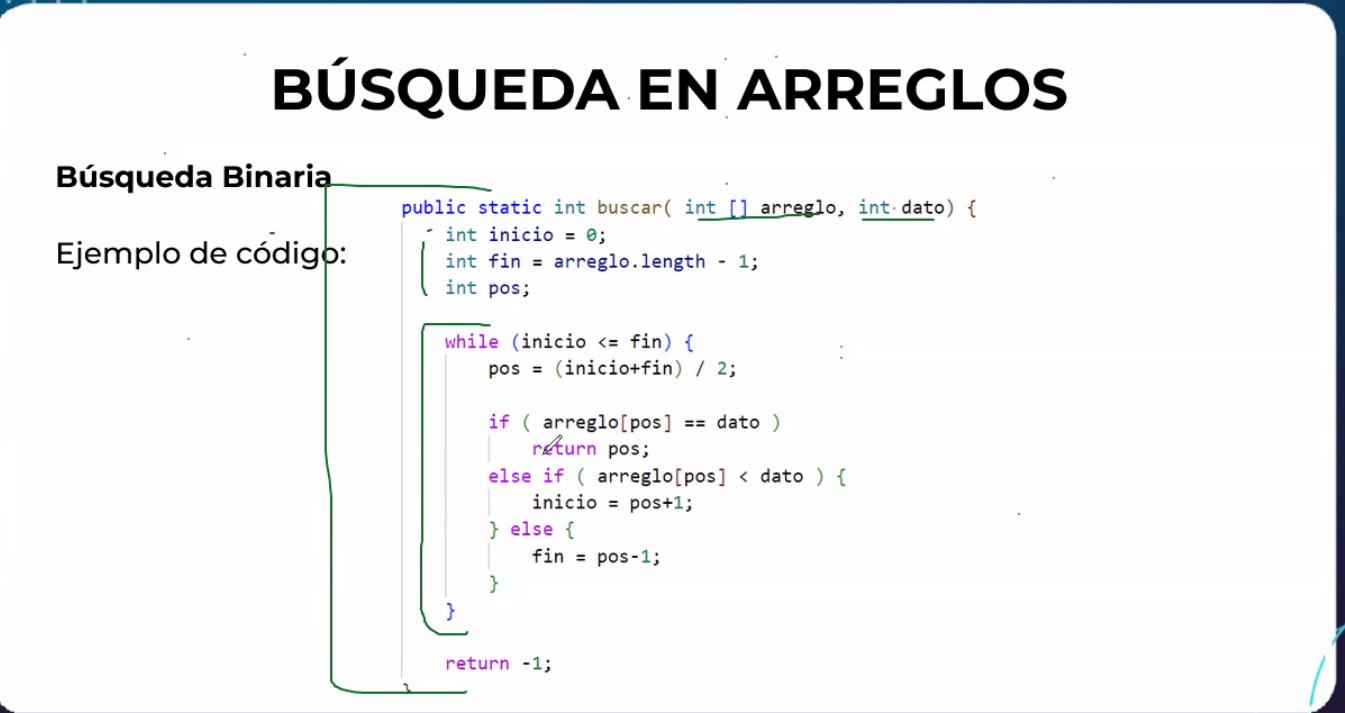 BÚSQUEDA EN ARREGLOS
Búsqueda Binaria
Ejemplo de código:
public static int buscar( int [] arreglo, int dato) {
int inicio = 0;
int fin = arreglo.length - 1;
int pos;
while (inicio <= fin) {
pos = (inicio+fin) / 2;
if ( arreglo[pos] == dato )
return pos;
else if ( arreglo[pos] < dato ) {
inicio = pos+1;
} else {
fin = pos-1;
}
}
return -1;
}